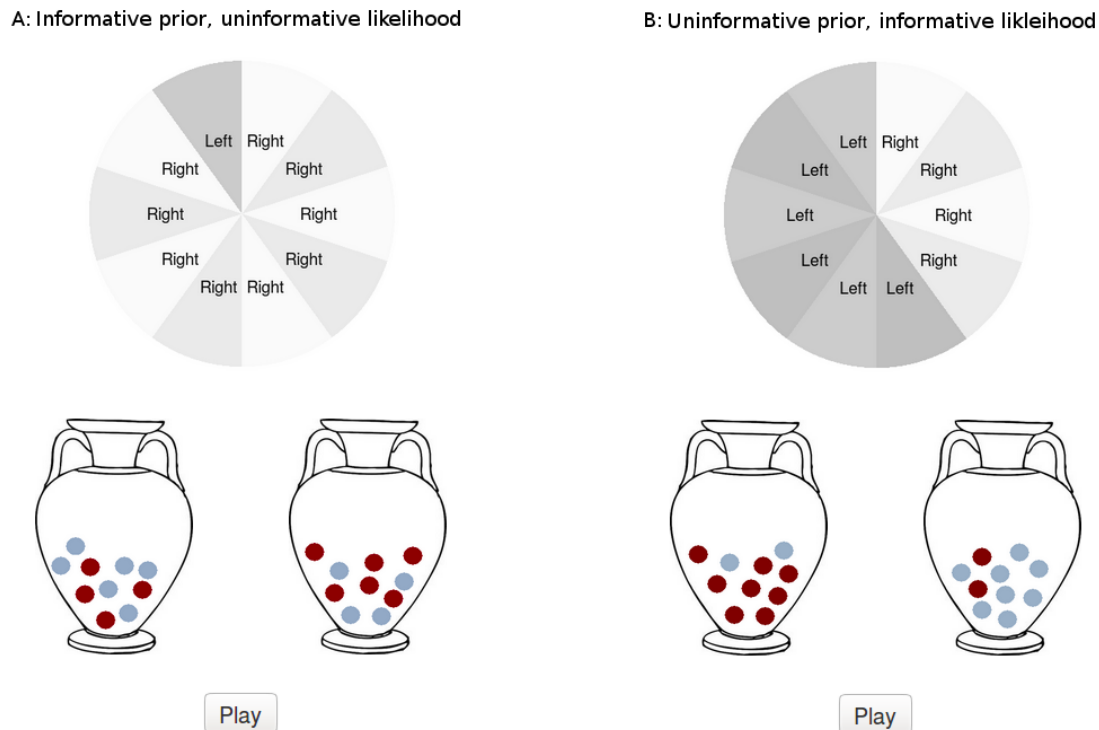 A: Informative prior, uninformative likelihood
Left Right
Right Right
Right Right
Right Right
Right Right
Play
B: Uninformative prior, informative likleihood
Left Right
Left Right
Left Right
Left Right
Left Left
Play